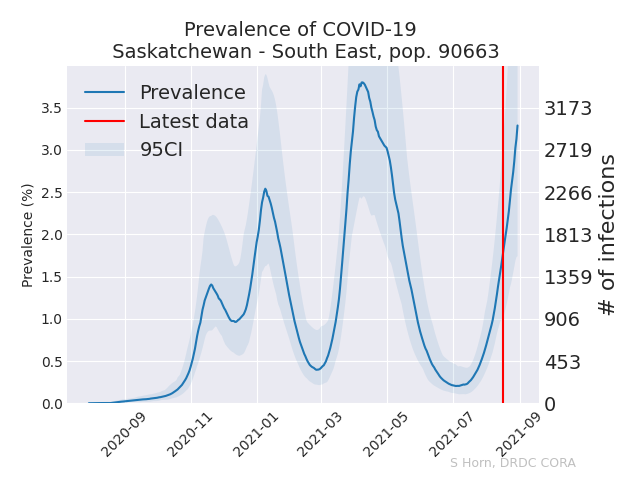 Prevalence of COVID-19
Saskatchewan - South East, pop. 90663
Prevalence
Latest data
95CI
Prevalence (%)
3.5
3.0
2.5
2.0
1.5
1.0
0.5
0.0
3173
2719
2266
1813
1359
906
453
0
# of infections
2020-09
2020-11
2021-01
2021-03
2021-05
2021-07
2021-09
S Horn, DRDC CORA